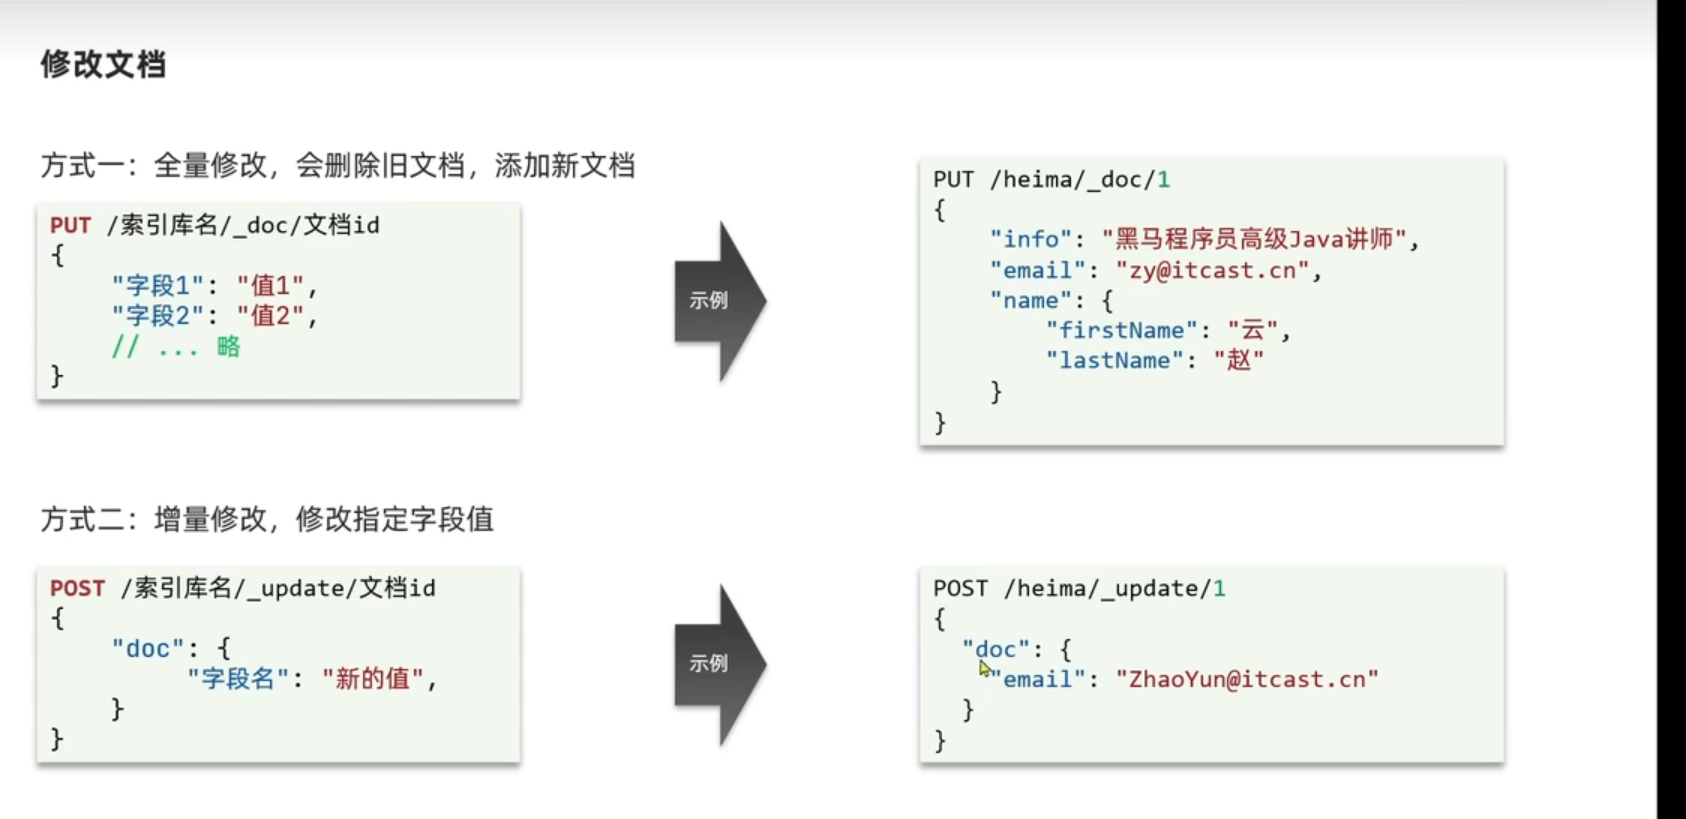 修改文档
方式一：全量修改，会删除旧文档，添加新文档
PUT /索引库名/_doc/文档id
{
    "字段1": "值1",
    "字段2": "值2",
    // ... 略
}
示例
PUT /heima/_doc/1
{
    "info": "黑马程序员高级Java讲师",
    "email": "zy@itcast.cn",
    "name": {
        "firstName": "云",
        "lastName": "赵"
    }
}
方式二：增量修改，修改指定字段值
POST /索引库名/_update/文档id
{
    "doc": {
         "字段名": "新的值",
    }
}
示例
POST /heima/_update/1
{
  "doc": {
    "email": "ZhaoYun@itcast.cn"
  }
}